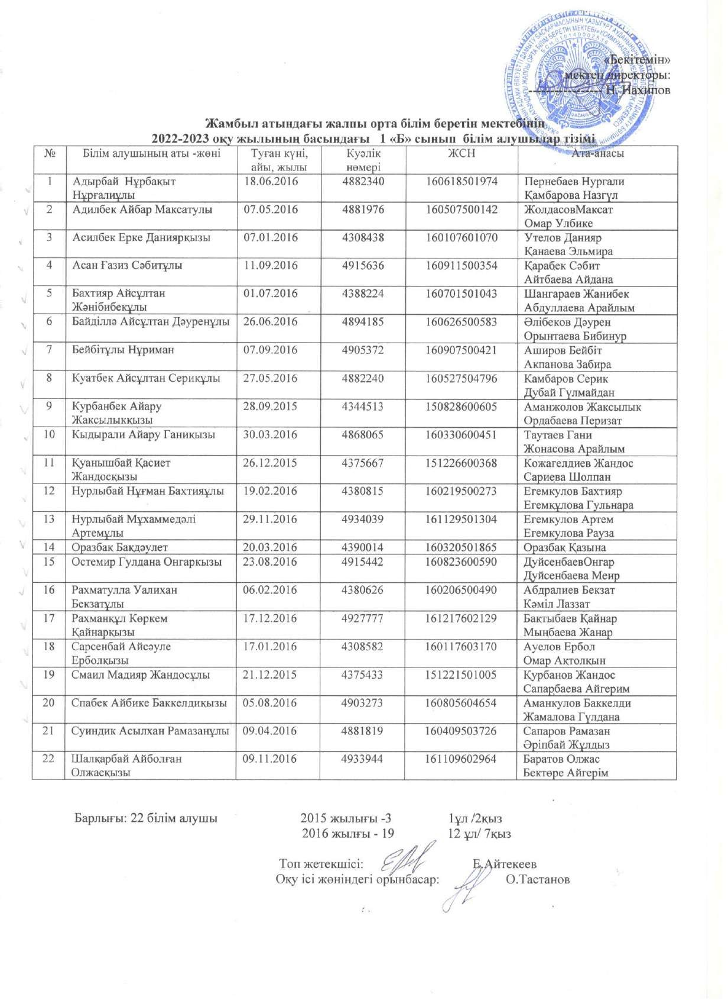 «Бекітемін»
мектеп директоры:
Н. Нахипов
Жамбыл атындағы жалпы орта білім беретін мектебінің
2022-2023 оқу жылының басындағы 1 «Б» сынып білім алушылар тізімі
№ Білім алушының аты -жөні Туған күні, айы, жылы Куәлік нөмері ЖСН Ата-анасы
1 Адырбай Нұрбақыт 18.06.2016 4882340 160618501974 Пернебаев Нургали
Нұрғалиұлы Қамбарова Назгүл
2 Адилбек Айбар Максатулы 07.05.2016 4881976 160507500142 ЖолдасовМаксат
Омар Улбике
3 Асилбек Ерке Даниярқызы 07.01.2016 4308438 160107601070 Утелов Данияр
Қанаева Эльмира
4 Асан Ғазиз Сәбитұлы 11.09.2016 4915636 160911500354 Қарабек Сәбит
Айтбаева Айдана
5 Бахтияр Айсұлтан 01.07.2016 4388224 160701501043 Шангараев Жанибек
Жәнібибекұлы Абдуллаева Арайлым
6 Байділлә Айсұлтан Дәуренұлы 26.06.2016 4894185 160626500583 Әлібеков Дәурен
Орынтаева Бибинур
7 Бейбітұлы Нұриман 07.09.2016 4905372 160907500421 Аширов Бейбіт
Акпанова Забира
8 Куатбек Айсұлтан Серикұлы 27.05.2016 4882240 160527504796 Камбаров Серик
Дубай Гүлмайдан
9 Курбанбек Айару 28.09.2015 4344513 150828600605 Аманжолов Жаксылык
Жаксылыкқызы Ордабаева Перизат
10 Кыдырали Айару Ганиқызы 30.03.2016 4868065 160330600451 Таутаев Гани
Жонасова Арайлым
11 Қуанышбай Қасиет 26.12.2015 4375667 151226600368 Кожагелдиев Жандос
Жандосқызы Сариева Шолпан
12 Нурлыбай Нұғман Бахтияұлы 19.02.2016 4380815 160219500273 Егемкулов Бахтияр
Егемқұлова Гульнара
13 Нурлыбай Мұхаммедәлі 29.11.2016 4934039 161129501304 Егемкулов Артем
Артемұлы Егемкулова Рауза
14 Оразбақ Бақдәулет 20.03.2016 4390014 160320501865 Оразбақ Қазына
15 Остемир Гулдана Онгаркызы 23.08.2016 4915442 160823600590 ДуйсенбаевОнгар
Дуйсенбаева Меир
16 Рахматулла Уалихан 06.02.2016 4380626 160206500490 Абдралиев Бекзат
Бекзатұлы Кәміл Лаззат
17 Рахманқұл Көркем 17.12.2016 4927777 161217602129 Бақтыбаев Қайнар
Қайнарқызы Мыңбаева Жанар
18 Сарсенбай Айсәуле 17.01.2016 4308582 160117603170 Ауелов Ербол
Ерболқызы Омар Ақтолқын
19 Смаил Мадияр Жандосұлы 21.12.2015 4375433 151221501005 Қурбанов Жандос
Сапарбаева Айгерим
20 Спабек Айбике Баккелдиқызы 05.08.2016 4903273 160805604654 Аманкулов Баккелди
Жамалова Гүлдана
21 Суиндик Асылхан Рамазанұлы 09.04.2016 4881819 160409503726 Сапаров Рамазан
Әріпбай Жұлдыз
22 Шалқарбай Айболған 09.11.2016 4933944 161109602964 Баратов Олжас
Олжасқызы Бектөре Айгерім
Барлығы: 22 білім алушы 2015 жылығы -3 1ұл /2қыз
2016 жылғы - 19 12 ұл/ 7қыз
Топ жетекшісі: Е.Айтекеев
Оқу ісі жөніндегі орынбасар: О.Тастанов